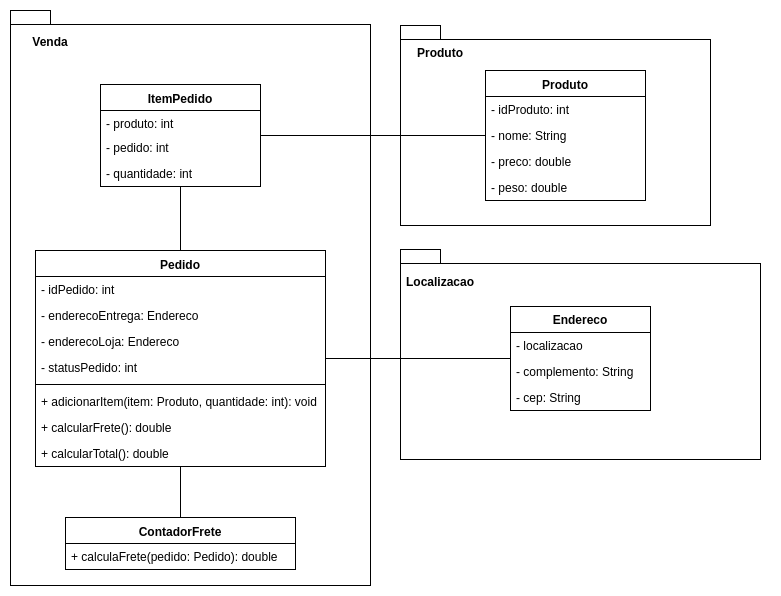 Venda
ItemPedido
- produto: int
- pedido: int
- quantidade: int
Pedido
- idPedido: int
- enderecoEntrega: Endereco
- enderecoLoja: Endereco
- statusPedido: int
+ adicionarItem(item: Produto, quantidade: int): void
+ calcularFrete(): double
+ calcularTotal(): double
ContadorFrete
+ calculaFrete(pedido: Pedido): double
Produto
Produto
- idProduto: int
- nome: String
- preco: double
- peso: double
Localizacao
Endereco
- localizacao
- complemento: String
- cep: String